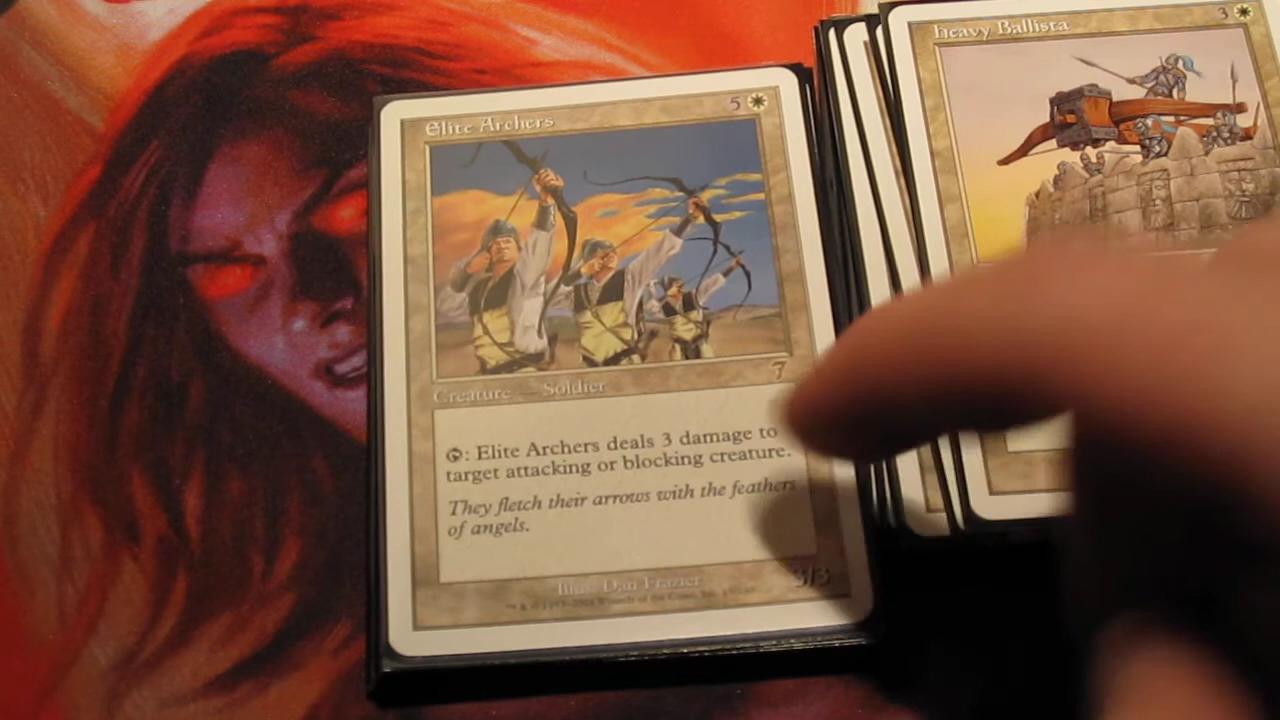 Elite Archers 5
Creature — Soldier 7
: Elite Archers deals 3 damage to
target attacking or blocking creature.
They fletch their arrows with the feathers
of angels.
3/3
Illus. Dan Frazier
Heavy Ballista 3